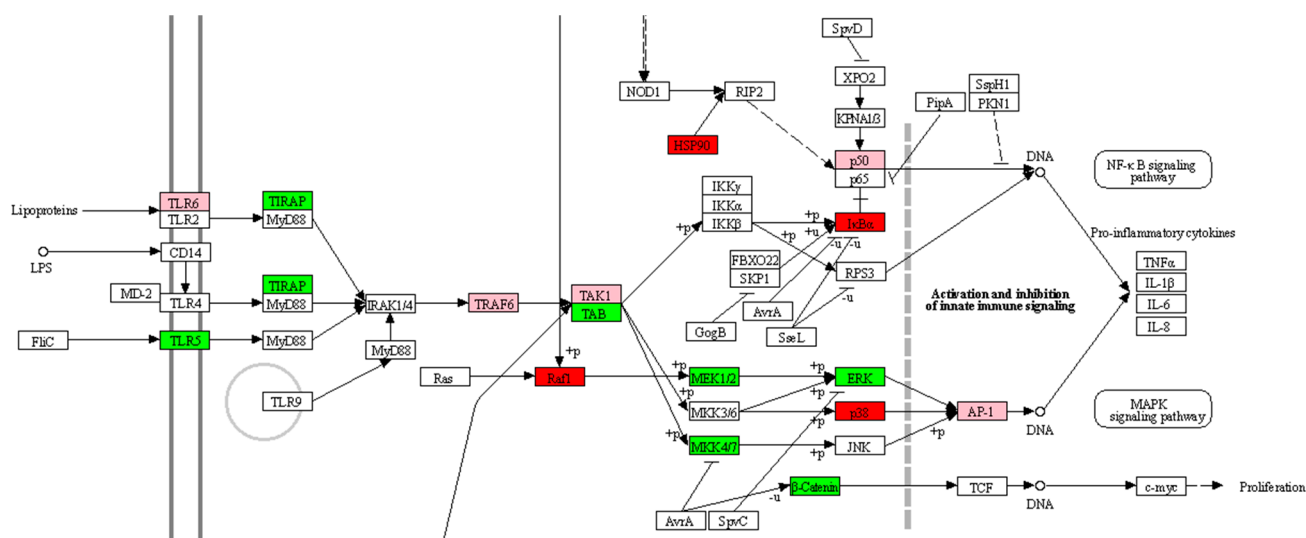 SpvD
XPO2
SspH1
PipA
PKN1
NOD1
RIP2
KPNA1/3
HSP90
p50
p65
DNA
NF-κB signaling
pathway
IKKγ
IKKα
IKKβ
+p
+p
+u
IκBα
-u
-u
+p
+p
TLR6
TIRAP
Lipoproteins
TLR2
MyD88
Pro-inflammatory cytokines
CD14
LPS
FBXO22
SKP1
RPS3
TNFα
IL-1β
IL-6
IL-8
MD-2
TLR4
TIRAP
MyD88
IRAK1/4
TRAF6
TAK1
TAB
AvrA
-u
Activation and inhibition
of innate immune signaling
GogB
SseL
FliC
TLR5
MyD88
MyD88
+p
+p
+p
Ras
Raf1
MEK1/2
ERK
TLR9
+p
+p
MKK3/6
p38
AP-1
MAPK
signaling pathway
+p
+p
DNA
+p
MKK4/7
+p
JNK
β-Catenin
TCF
c-myc
Proliferation
-u
DNA
AvrA
SpvC